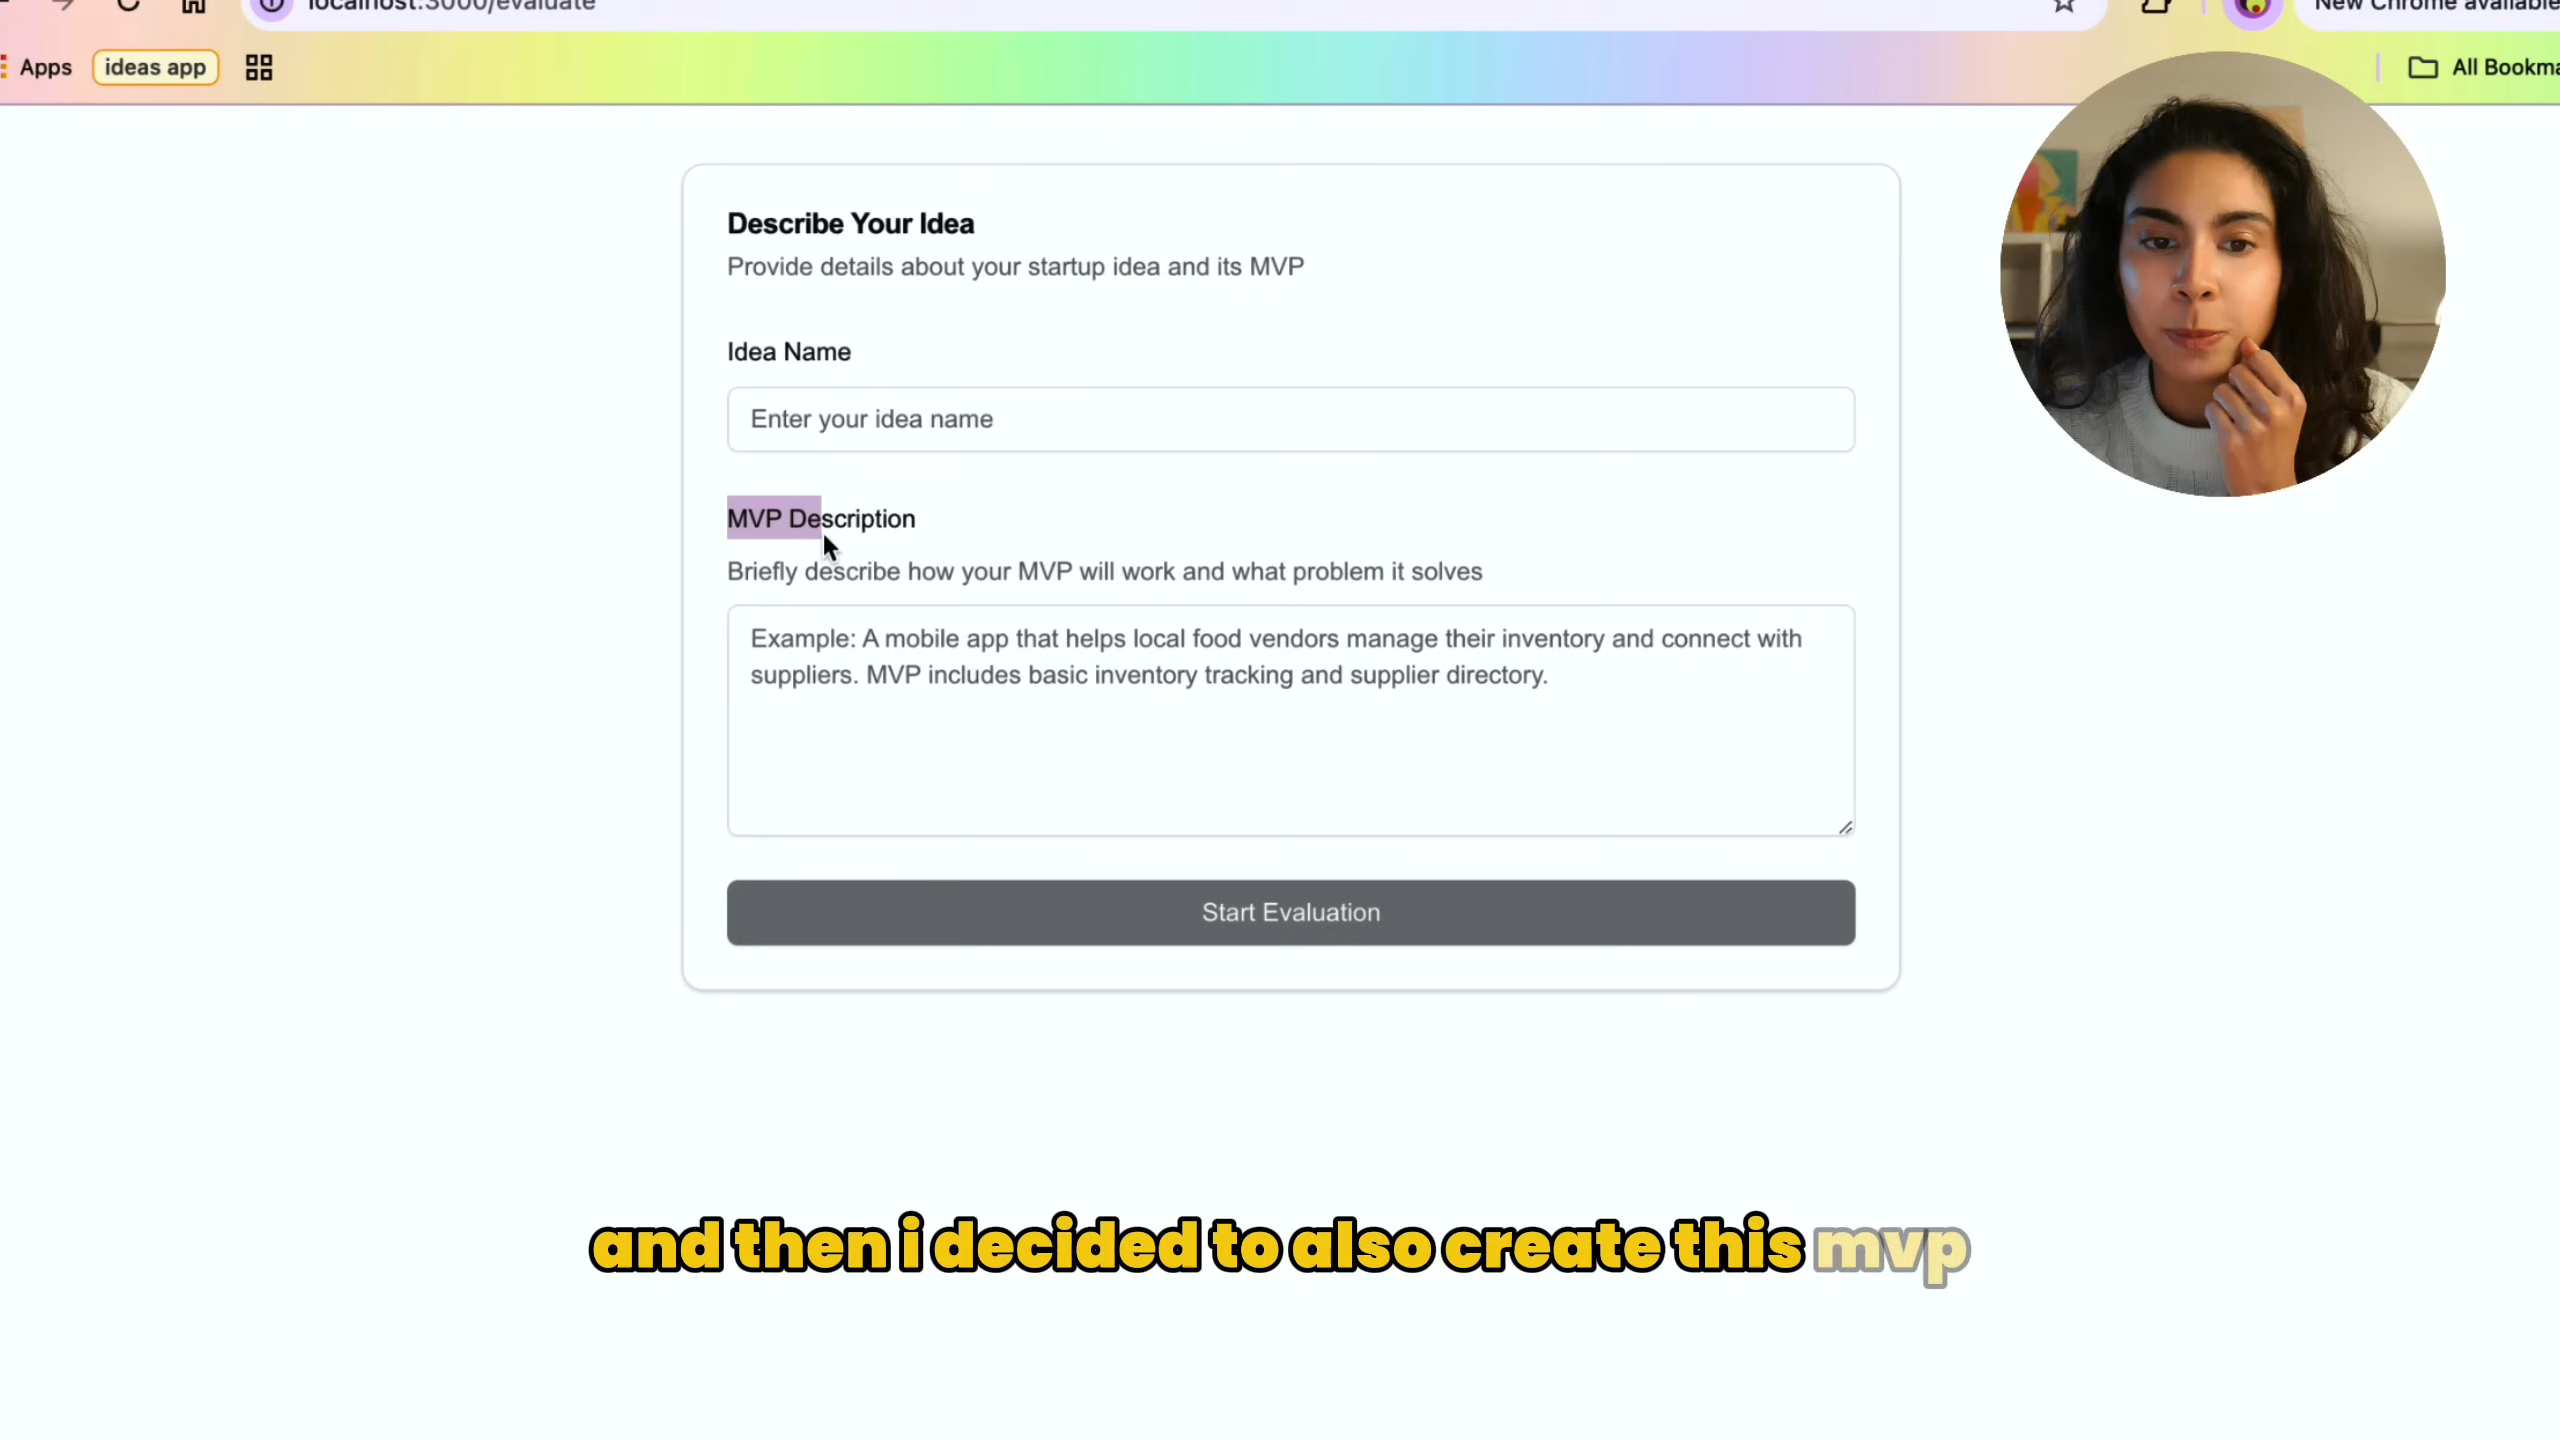 localhost:3000/evaluate
New Chrome available
Apps
ideas app
All Bookma
Describe Your Idea
Provide details about your startup idea and its MVP
Idea Name
Enter your idea name
MVP Description
Briefly describe how your MVP will work and what problem it solves
Example: A mobile app that helps local food vendors manage their inventory and connect with
suppliers. MVP includes basic inventory tracking and supplier directory.
Start Evaluation
and then i decided to also create this mvp